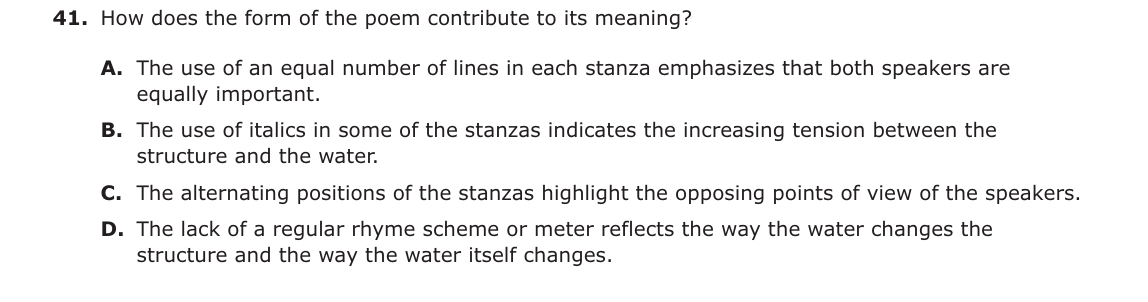 41. How does the form of the poem contribute to its meaning?
A. The use of an equal number of lines in each stanza emphasizes that both speakers are
equally important.
B. The use of italics in some of the stanzas indicates the increasing tension between the
structure and the water.
C. The alternating positions of the stanzas highlight the opposing points of view of the speakers.
D. The lack of a regular rhyme scheme or meter reflects the way the water changes the
structure and the way the water itself changes.